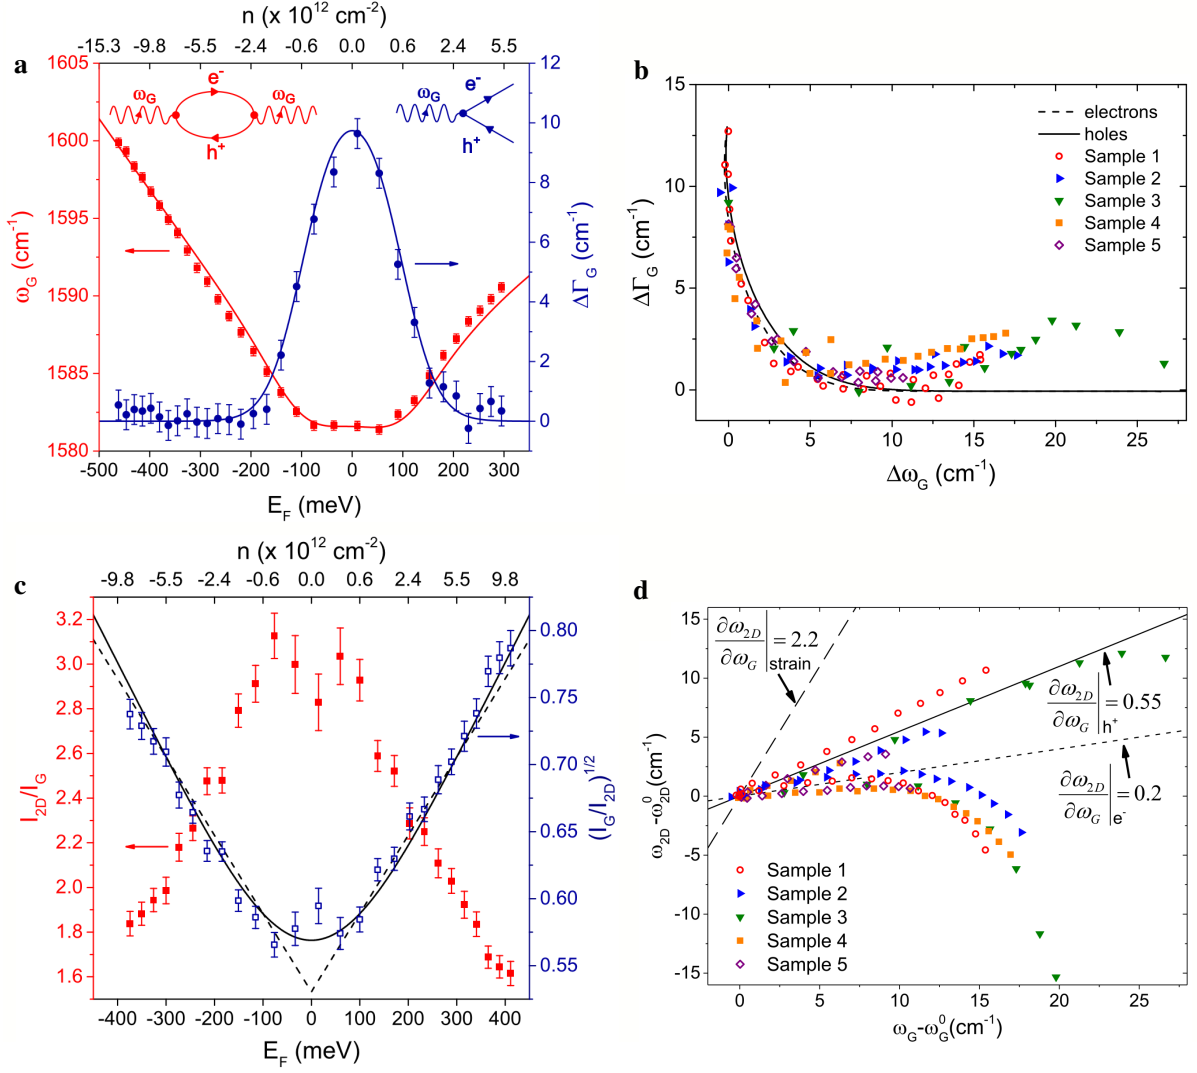 a
n (x 10^12 cm^-2)
-15.3 -9.8 -5.5 -2.4 -0.6 0.0 0.6 2.4 5.5
1605
1600
1595
1590
1585
1580
ω_G (cm^-1)
ω_G e^- ω_G
h^+
ω_G e^-
h^+
12
10
8
6
4
2
0
ΔΓ_G (cm^-1)
-500 -400 -300 -200 -100 0 100 200 300
E_F (meV)
b
15
10
5
0
ΔΓ_G (cm^-1)
electrons
holes
Sample 1
Sample 2
Sample 3
Sample 4
Sample 5
0 5 10 15 20 25
Δω_G (cm^-1)
c
n (x 10^12 cm^-2)
-9.8 -5.5 -2.4 -0.6 0.0 0.6 2.4 5.5 9.8
3.2
3.0
2.8
2.6
2.4
2.2
2.0
1.8
1.6
I_2D/I_G
0.80
0.75
0.70
0.65
0.60
0.55
(I_G/I_2D)^1/2
-400 -300 -200 -100 0 100 200 300 400
E_F (meV)
d
15
10
5
0
-5
-10
-15
ω_2D-ω_2D^0(cm^-1)
∂ω_2D/∂ω_G|strain=2.2
∂ω_2D/∂ω_G|h^+=0.55
∂ω_2D/∂ω_G|e^-=0.2
Sample 1
Sample 2
Sample 3
Sample 4
Sample 5
0 5 10 15 20 25
ω_G-ω_G^0(cm^-1)